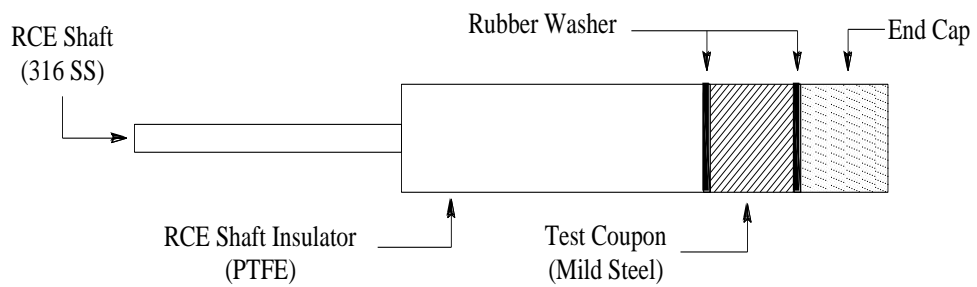 RCE Shaft
(316 SS)
Rubber Washer
End Cap
RCE Shaft Insulator
(PTFE)
Test Coupon
(Mild Steel)